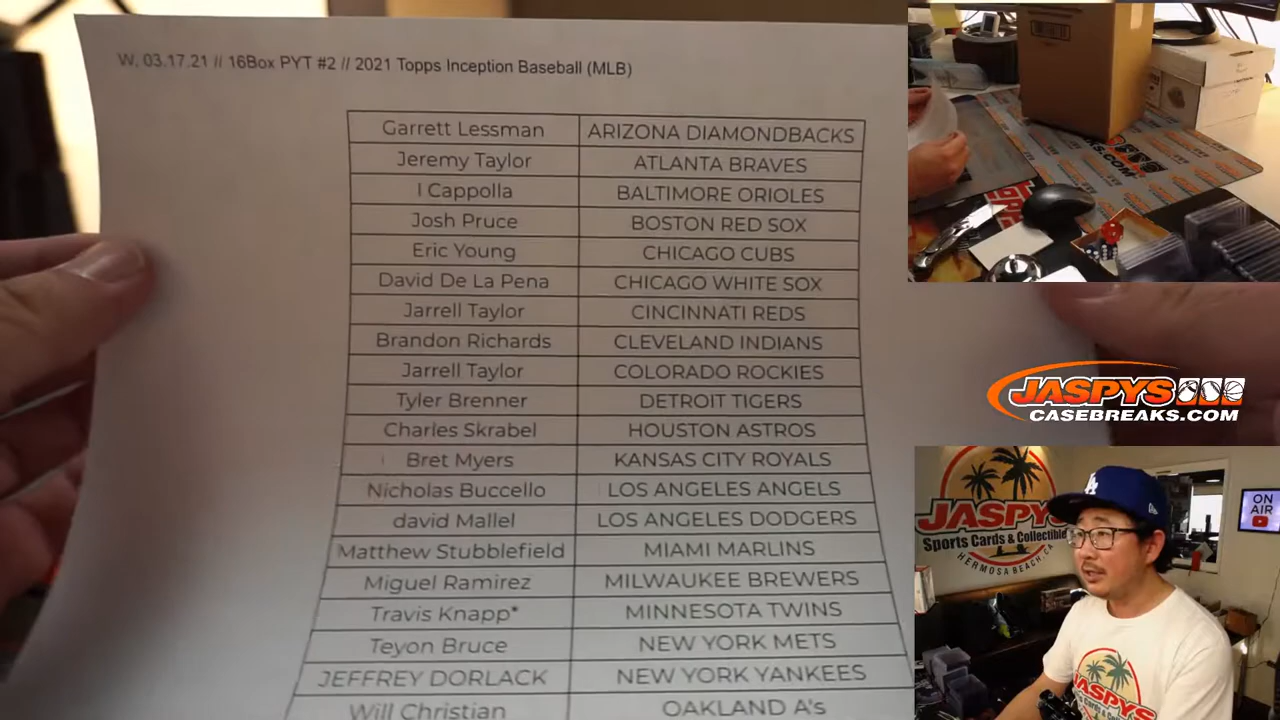 W, 03.17.21 // 16Box PYT #2 // 2021 Topps Inception Baseball (MLB)
Garrett Lessman ARIZONA DIAMONDBACKS
Jeremy Taylor ATLANTA BRAVES
I Cappolla BALTIMORE ORIOLES
Josh Pruce BOSTON RED SOX
Eric Young CHICAGO CUBS
David De La Pena CHICAGO WHITE SOX
Jarrell Taylor CINCINNATI REDS
Brandon Richards CLEVELAND INDIANS
Jarrell Taylor COLORADO ROCKIES
Tyler Brenner DETROIT TIGERS
Charles Skrabel HOUSTON ASTROS
Bret Myers KANSAS CITY ROYALS
Nicholas Buccello LOS ANGELES ANGELS
david Mallel LOS ANGELES DODGERS
Matthew Stubblefield MIAMI MARLINS
Miguel Ramirez MILWAUKEE BREWERS
Travis Knapp* MINNESOTA TWINS
Teyon Bruce NEW YORK METS
JEFFREY DORLACK NEW YORK YANKEES
Will Christian OAKLAND A's
JASPYS
CASEBREAKS.COM
JASPYS
Sports Cards & Collectible
HERMOSA BEACH, CA
LA
ON
AIR
JASPYS